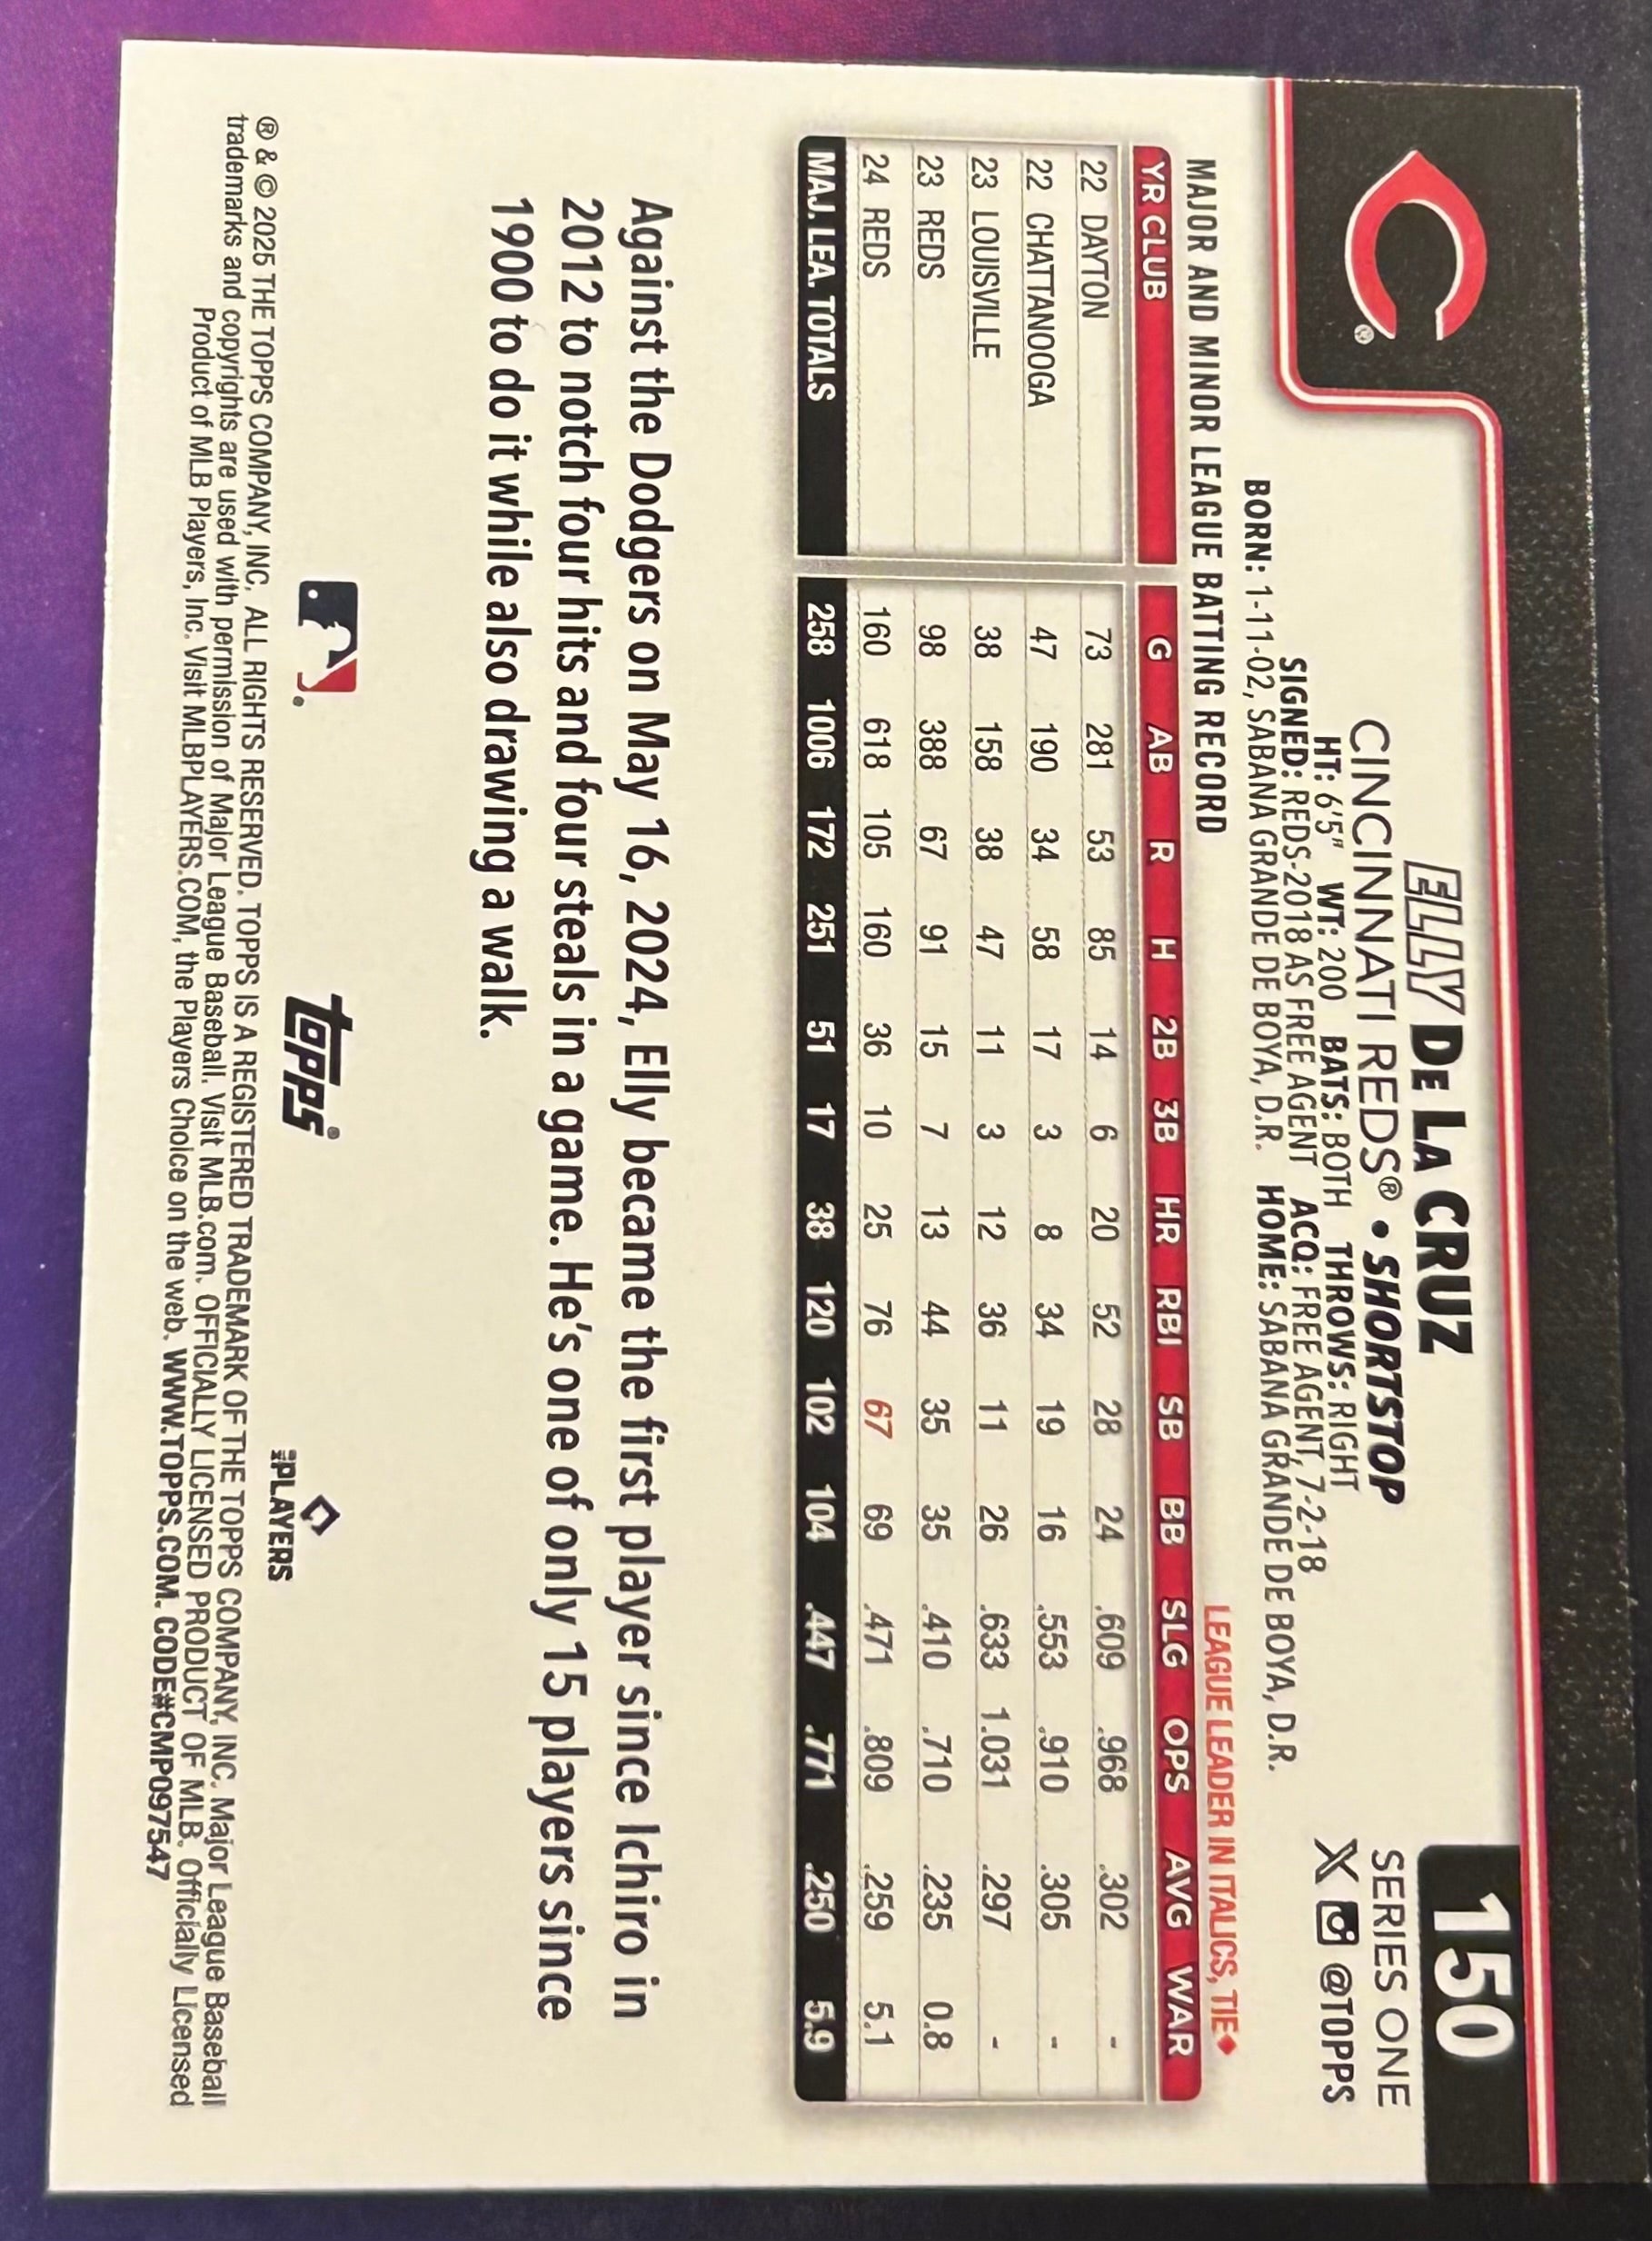 150
SERIES ONE
X @TOPPS
C®
ELLY DE LA CRUZ
CINCINNATI REDS® • SHORTSTOP
HT: 6'5" WT: 200 BATS: BOTH THROWS: RIGHT
SIGNED: REDS-2018 AS FREE AGENT ACQ: FREE AGENT, 7-2-18
BORN: 1-11-02, SABANA GRANDE DE BOYA, D.R. HOME: SABANA GRANDE DE BOYA, D.R.
MAJOR AND MINOR LEAGUE BATTING RECORD LEAGUE LEADER IN ITALICS, TIE♦
YR CLUB G AB R H 2B 3B HR RBI SB BB SLG OPS AVG WAR
22 DAYTON 73 281 53 85 14 6 20 52 28 24 .609 .968 .302 -
22 CHATTANOOGA 47 190 34 58 17 3 8 34 19 16 .553 .910 .305 -
23 LOUISVILLE 38 158 38 47 11 3 12 36 11 26 .633 1.031 .297 -
23 REDS 98 388 67 91 15 7 13 44 35 35 .410 .710 .235 0.8
24 REDS 160 618 105 160 36 10 25 76 67 69 .471 .809 .259 5.1
MAJ. LEA. TOTALS 258 1006 172 251 51 17 38 120 102 104 .447 .771 .250 5.9
Against the Dodgers on May 16, 2024, Elly became the first player since Ichiro in
2012 to notch four hits and four steals in a game. He's one of only 15 players since
1900 to do it while also drawing a walk.
topps®
PLAYERS
® & © 2025 THE TOPPS COMPANY, INC. ALL RIGHTS RESERVED. TOPPS IS A REGISTERED TRADEMARK OF THE TOPPS COMPANY, INC. Major League Baseball
trademarks and copyrights are used with permission of Major League Baseball. Visit MLB.com. OFFICIALLY LICENSED PRODUCT OF MLB. Officially Licensed
Product of MLB Players, Inc. Visit MLBPLAYERS.COM, the Players Choice on the web. WWW.TOPPS.COM. CODE#CMP097547